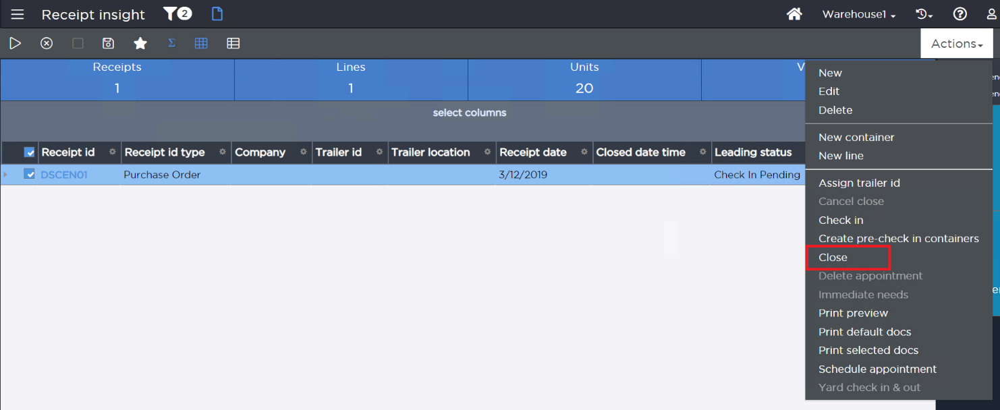 Receipt insight 2 Warehouse1
Actions
Receipts Lines Units V
1 1 20
select columns
Receipt id Receipt id type Company Trailer id Trailer location Receipt date Closed date time Leading status
DSCEN01 Purchase Order 3/12/2019 Check In Pending
New
Edit
Delete
New container
New line
Assign trailer id
Cancel close
Check in
Create pre-check in containers
Close
Delete appointment
Immediate needs
Print preview
Print default docs
Print selected docs
Schedule appointment
Yard check in & out